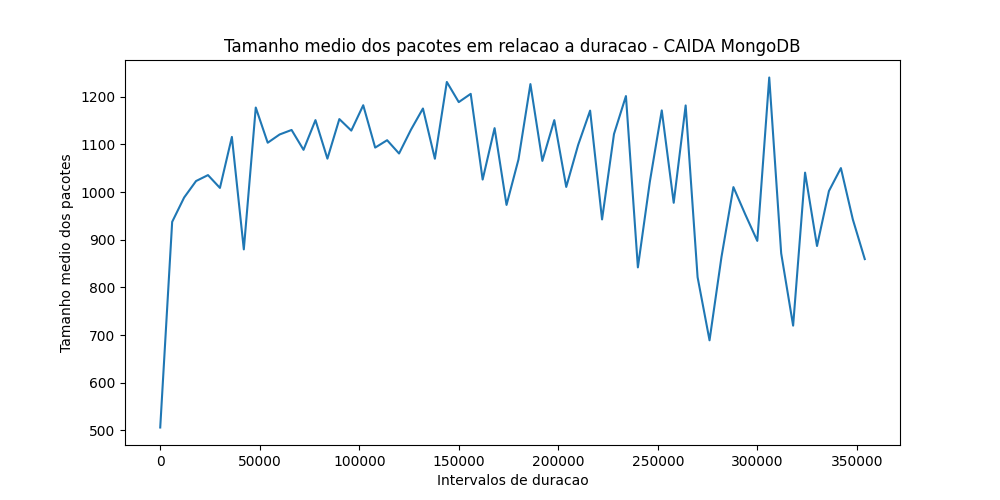 Tamanho medio dos pacotes em relacao a duracao - CAIDA MongoDB
Tamanho medio dos pacotes
1200
1100
1000
900
800
700
600
500
0 50000 100000 150000 200000 250000 300000 350000
Intervalos de duracao